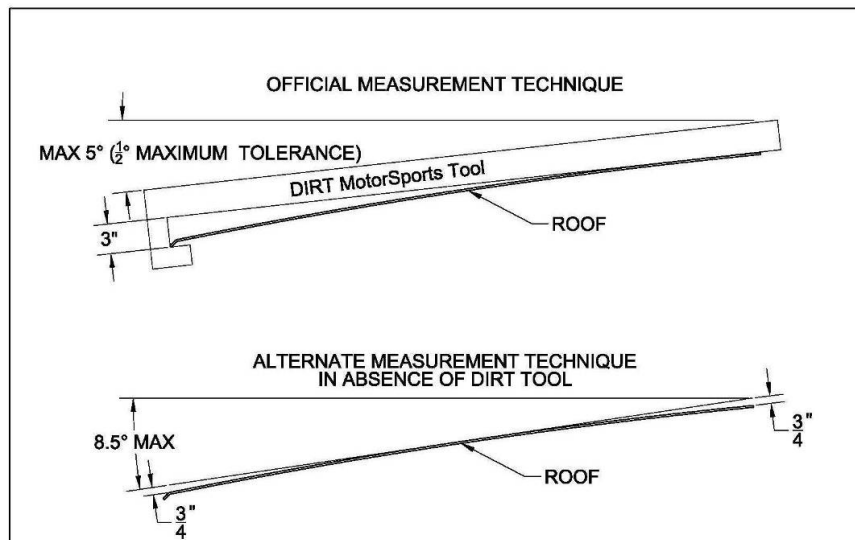 OFFICIAL MEASUREMENT TECHNIQUE
MAX 5° (½° MAXIMUM TOLERANCE)
DIRT MotorSports Tool
ROOF
3"
ALTERNATE MEASUREMENT TECHNIQUE
IN ABSENCE OF DIRT TOOL
8.5° MAX
3/4"
ROOF
3/4"